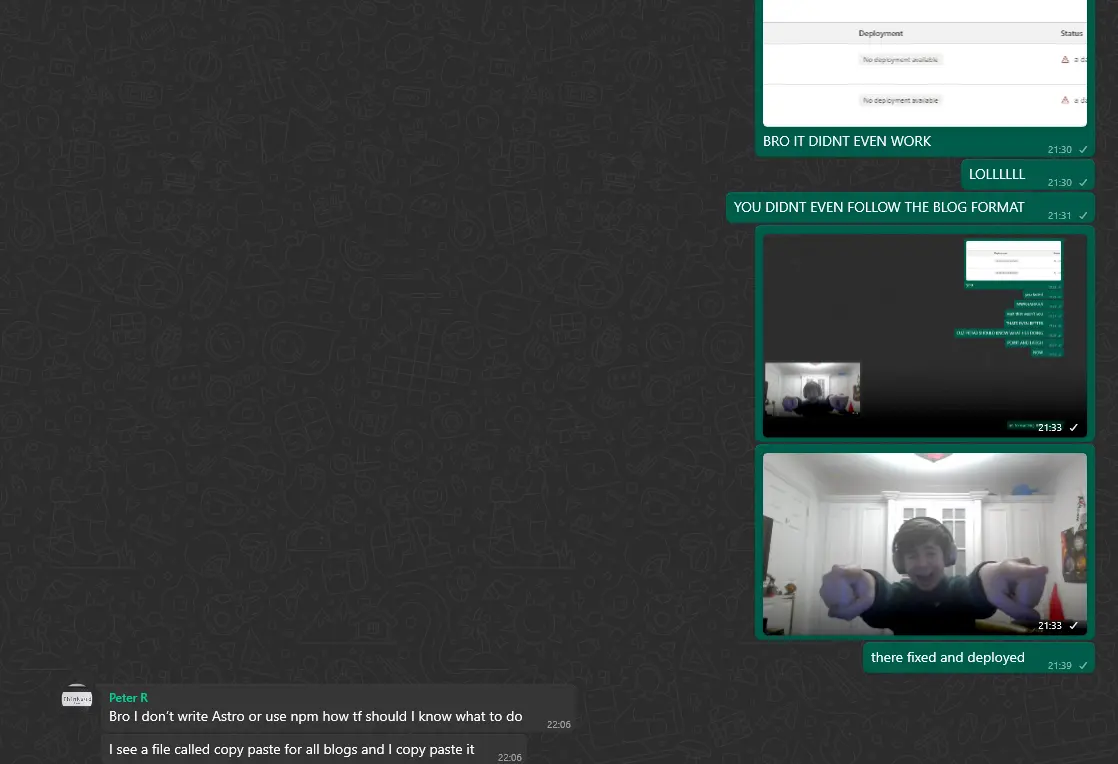 Deployment Status
No deployment available
No deployment available
BRO IT DIDNT EVEN WORK
21:30
LOLLLLLL
21:30
YOU DIDNT EVEN FOLLOW THE BLOG FORMAT
21:31
21:33
21:33
there fixed and deployed
21:39
Peter R
Bro I don’t write Astro or use npm how tf should I know what to do
22:06
I see a file called copy paste for all blogs and I copy paste it
22:06